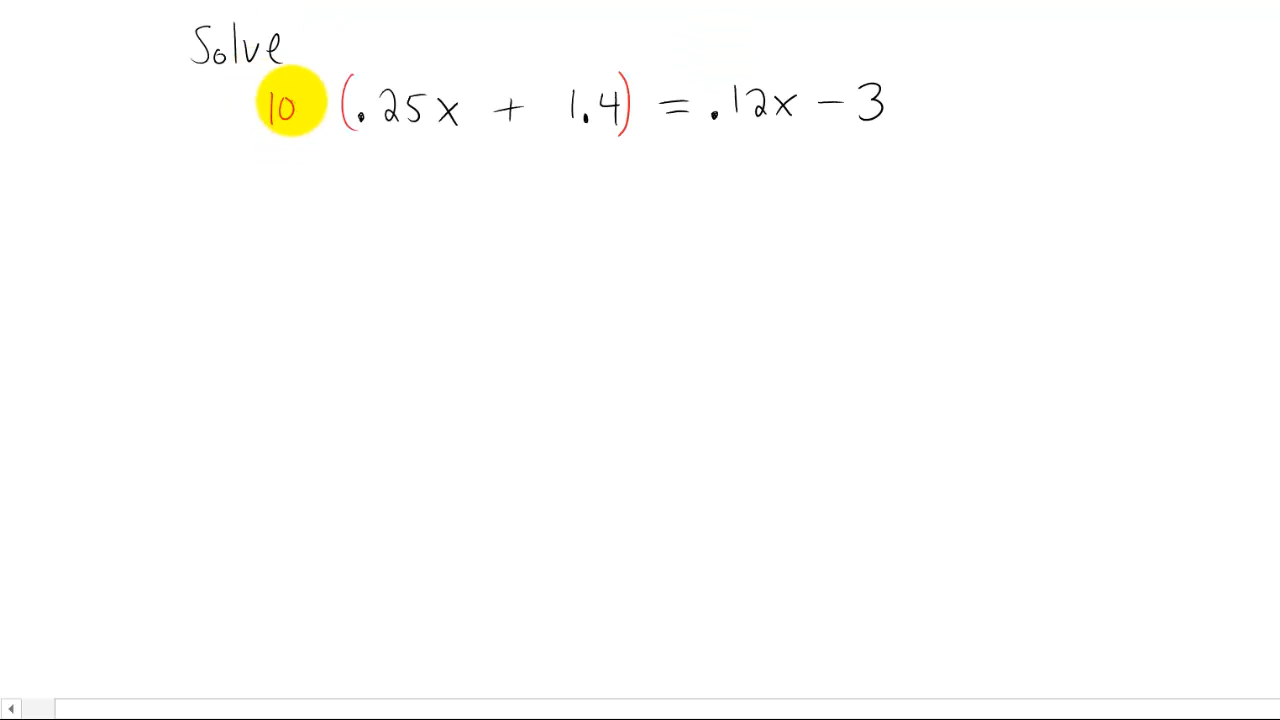 Solve
10 (.25x + 1.4) = .12x - 3